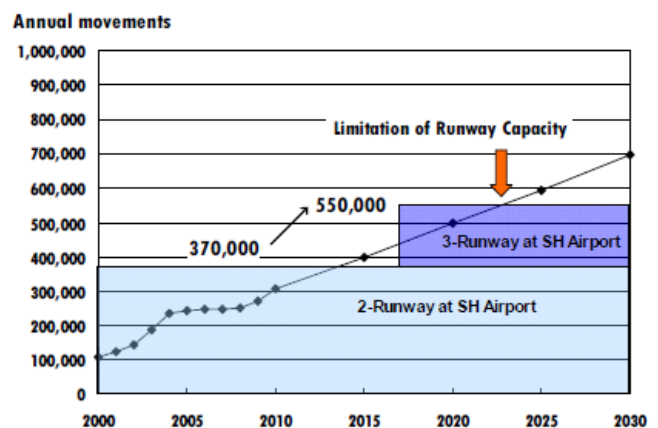 Annual movements
1,000,000
900,000
800,000
700,000
600,000
500,000
400,000
300,000
200,000
100,000
0
Limitation of Runway Capacity
550,000
370,000
3-Runway at SH Airport
2-Runway at SH Airport
2000 2005 2010 2015 2020 2025 2030